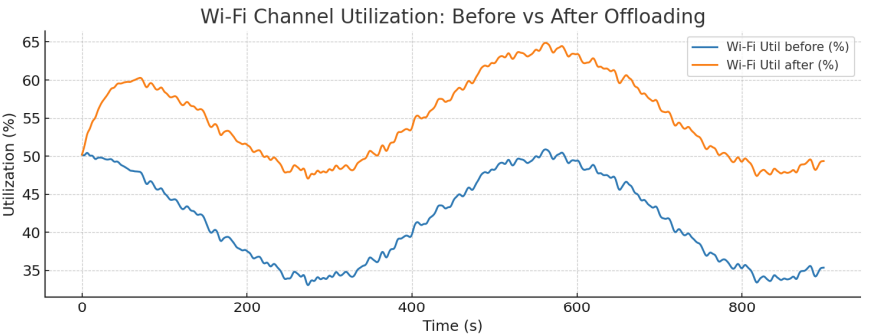 Wi-Fi Channel Utilization: Before vs After Offloading
Wi-Fi Util before (%)
Wi-Fi Util after (%)
Utilization (%)
65
60
55
50
45
40
35
0 200 400 600 800
Time (s)